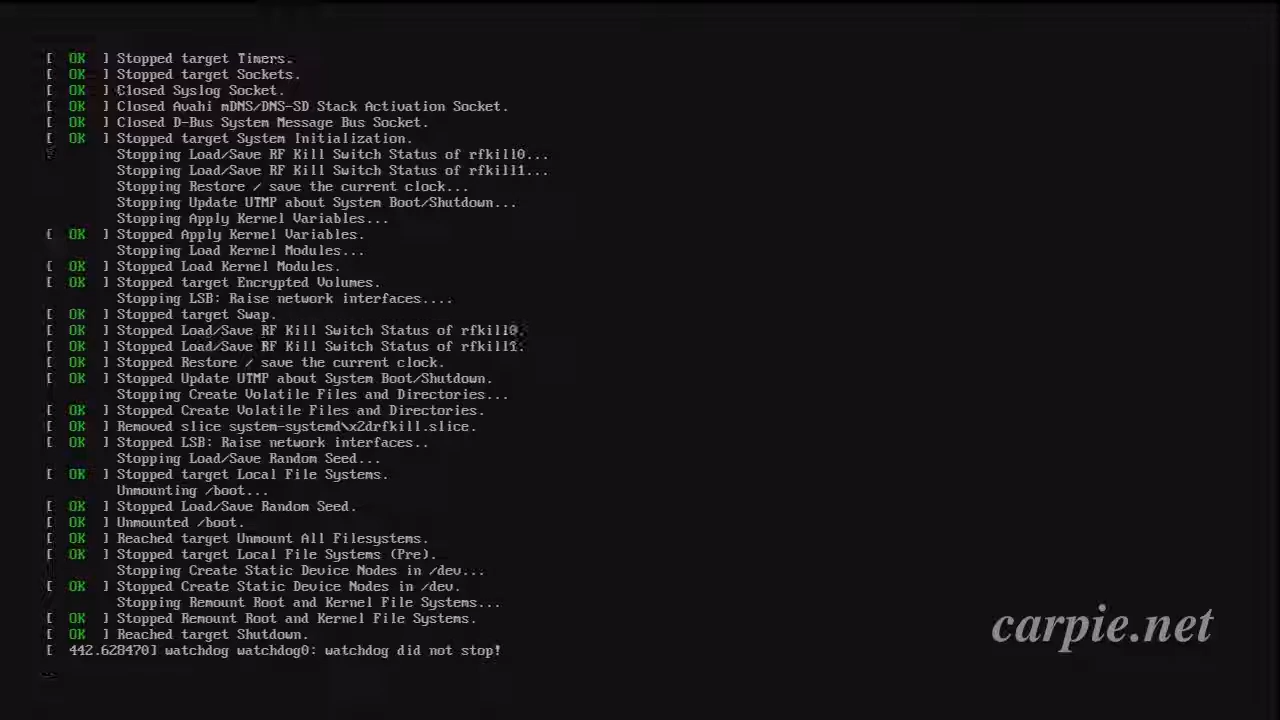 [  OK  ] Stopped target Timers.
[  OK  ] Stopped target Sockets.
[  OK  ] Closed Syslog Socket.
[  OK  ] Closed Avahi mDNS/DNS-SD Stack Activation Socket.
[  OK  ] Closed D-Bus System Message Bus Socket.
[  OK  ] Stopped target System Initialization.
Stopping Load/Save RF Kill Switch Status of rfkill0...
Stopping Load/Save RF Kill Switch Status of rfkill1...
Stopping Restore / save the current clock...
Stopping Update UTMP about System Boot/Shutdown...
Stopping Apply Kernel Variables...
[  OK  ] Stopped Apply Kernel Variables.
Stopping Load Kernel Modules...
[  OK  ] Stopped Load Kernel Modules.
[  OK  ] Stopped target Encrypted Volumes.
Stopping LSB: Raise network interfaces....
[  OK  ] Stopped target Swap.
[  OK  ] Stopped Load/Save RF Kill Switch Status of rfkill0.
[  OK  ] Stopped Load/Save RF Kill Switch Status of rfkill1.
[  OK  ] Stopped Restore / save the current clock.
[  OK  ] Stopped Update UTMP about System Boot/Shutdown.
Stopping Create Volatile Files and Directories...
[  OK  ] Stopped Create Volatile Files and Directories.
[  OK  ] Removed slice system-systemd\x2drfkill.slice.
[  OK  ] Stopped LSB: Raise network interfaces..
Stopping Load/Save Random Seed...
[  OK  ] Stopped target Local File Systems.
Unmounting /boot...
[  OK  ] Stopped Load/Save Random Seed.
[  OK  ] Unmounted /boot.
[  OK  ] Reached target Unmount All Filesystems.
[  OK  ] Stopped target Local File Systems (Pre).
Stopping Create Static Device Nodes in /dev...
[  OK  ] Stopped Create Static Device Nodes in /dev.
Stopping Remount Root and Kernel File Systems...
[  OK  ] Stopped Remount Root and Kernel File Systems.
[  OK  ] Reached target Shutdown.
[  442.628470] watchdog watchdog0: watchdog did not stop!
carpie.net